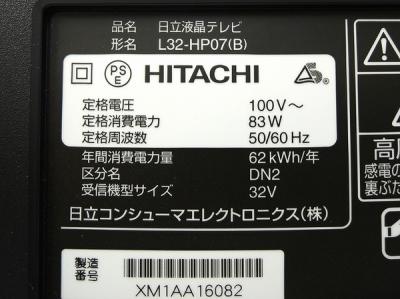 品名 日立液晶テレビ
形名 L32-HP07(B)
PSE HITACHI
定格電圧 100V～
定格消費電力 83W
定格周波数 50/60Hz
年間消費電力量 62kWh/年
区分名 DN2
受信機型サイズ 32V
日立コンシューマエレクトロニクス(株)
製造番号
XM1AA16082
高
感電の
裏ぶた